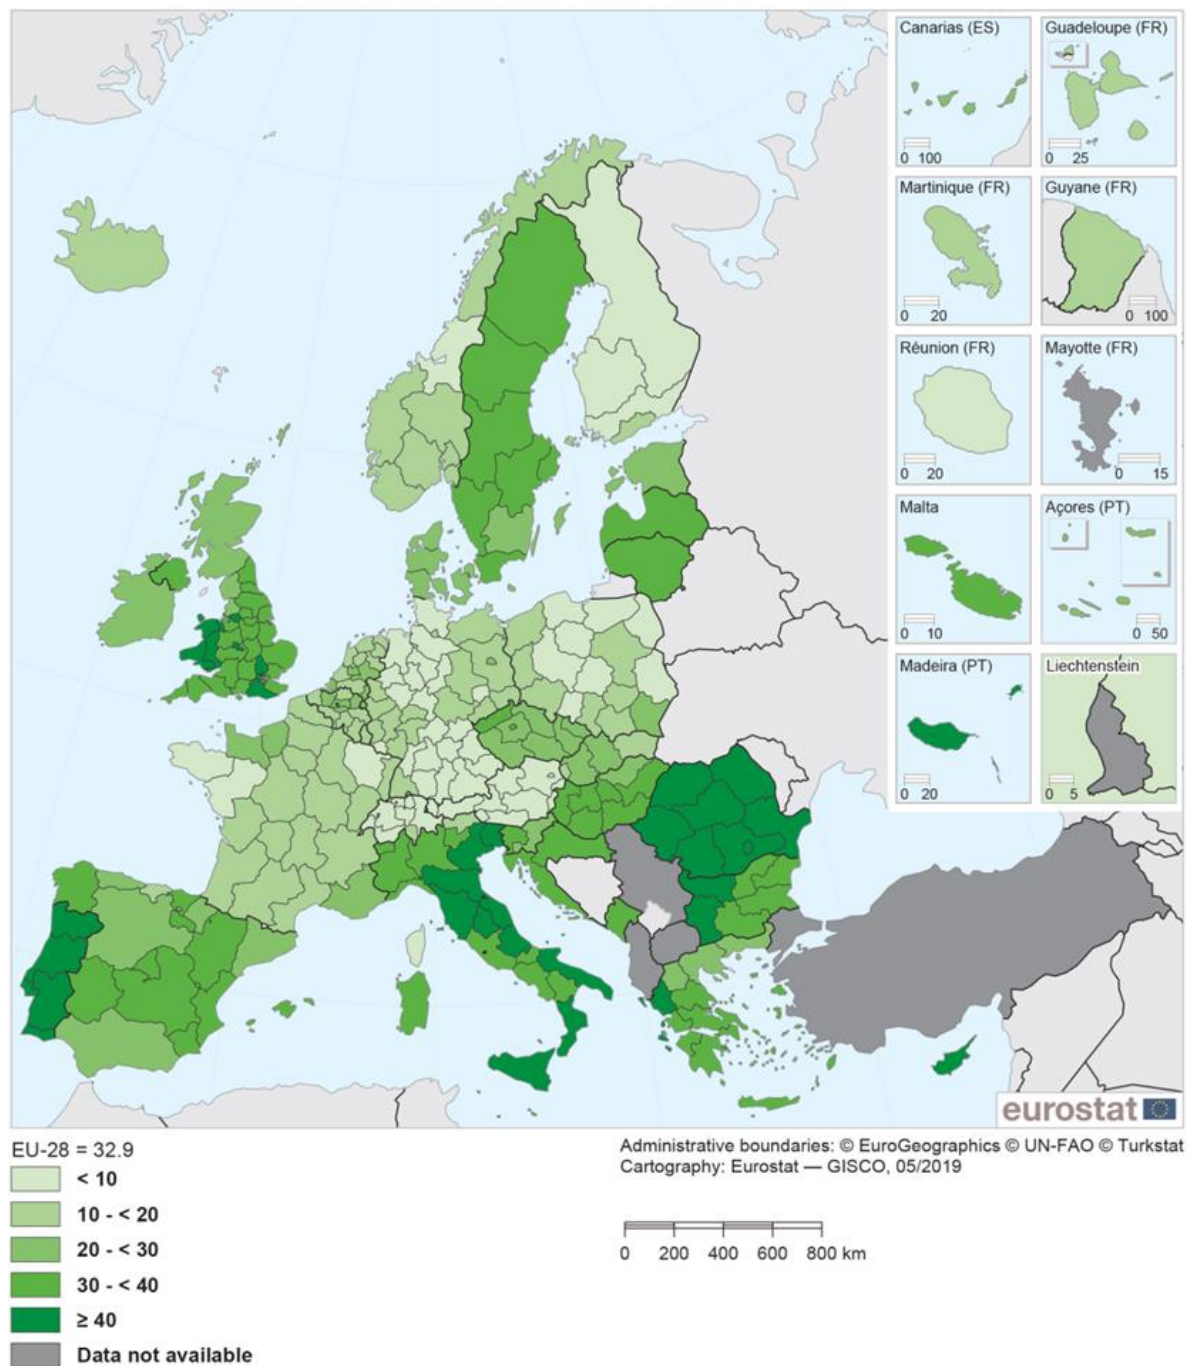 Canarias (ES)
0 100
Guadeloupe (FR)
0 25
Martinique (FR)
0 20
Guyane (FR)
0 100
Réunion (FR)
0 20
Mayotte (FR)
0 15
Malta
0 10
Açores (PT)
0 50
Madeira (PT)
0 20
Liechtenstein
0 5
eurostat
EU-28 = 32.9
< 10
10 - < 20
20 - < 30
30 - < 40
≥ 40
Data not available
Administrative boundaries: © EuroGeographics © UN-FAO © Turkstat
Cartography: Eurostat — GISCO, 05/2019
0 200 400 600 800 km